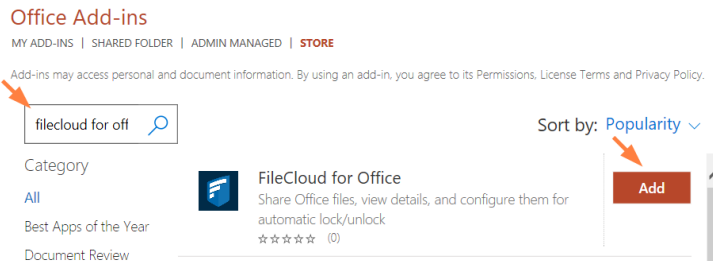 Office Add-ins
MY ADD-INS | SHARED FOLDER | ADMIN MANAGED | STORE
Add-ins may access personal and document information. By using an add-in, you agree to its Permissions, License Terms and Privacy Policy.
filecloud for off
Sort by: Popularity
Category
All
Best Apps of the Year
Document Review
FileCloud for Office
Share Office files, view details, and configure them for
automatic lock/unlock
☆☆☆☆☆ (0)
Add